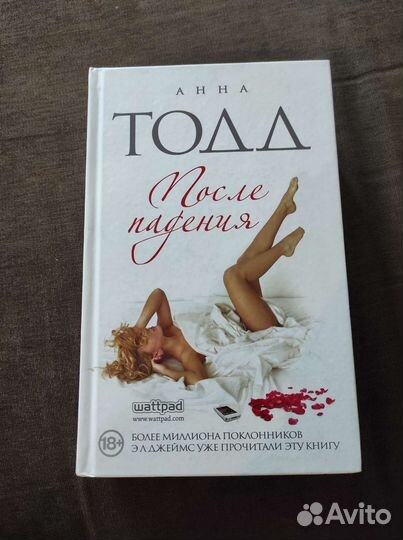 АННА
ТОДД
После
падения
wattpad
www.wattpad.com
18+
БОЛЕЕ МИЛЛИОНА ПОКЛОННИКОВ
Э Л ДЖЕЙМС УЖЕ ПРОЧИТАЛИ ЭТУ КНИГУ
Avito